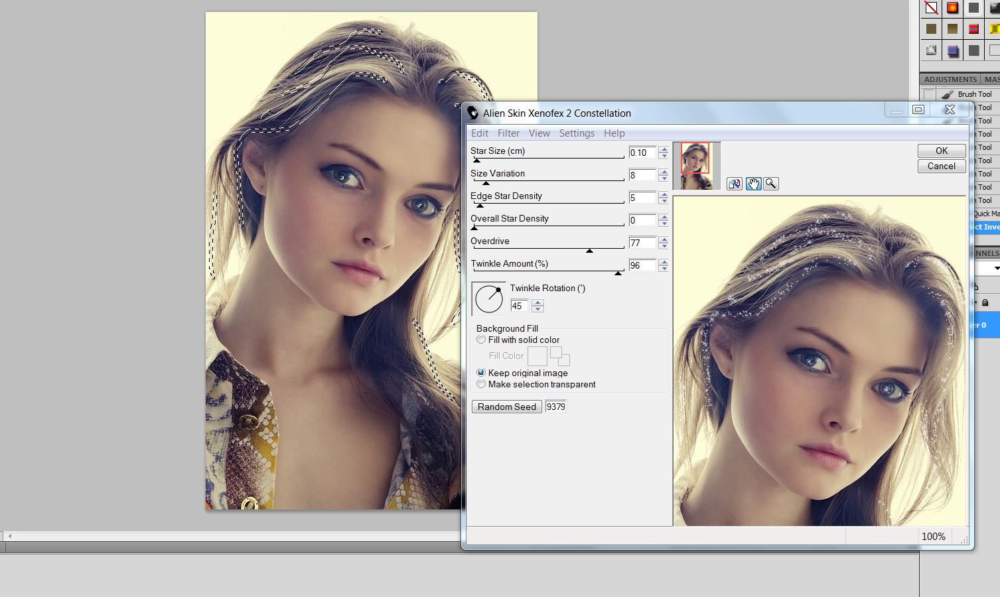 ADJUSTMENTS
Brush Tool
Alien Skin Xenofex 2 Constellation
Edit Filter View Settings Help
Star Size (cm) 0.10
Size Variation 8
Edge Star Density 5
Overall Star Density 0
Overdrive 77
Twinkle Amount (%) 96
Twinkle Rotation (°)
45
Background Fill
Fill with solid color
Fill Color
Keep original image
Make selection transparent
Random Seed 9379
OK
Cancel
Tool
Tool
Tool
Tool
Tool
Tool
Tool
Tool
Quick Ma
ct Inve
NNELS
er 0
100%